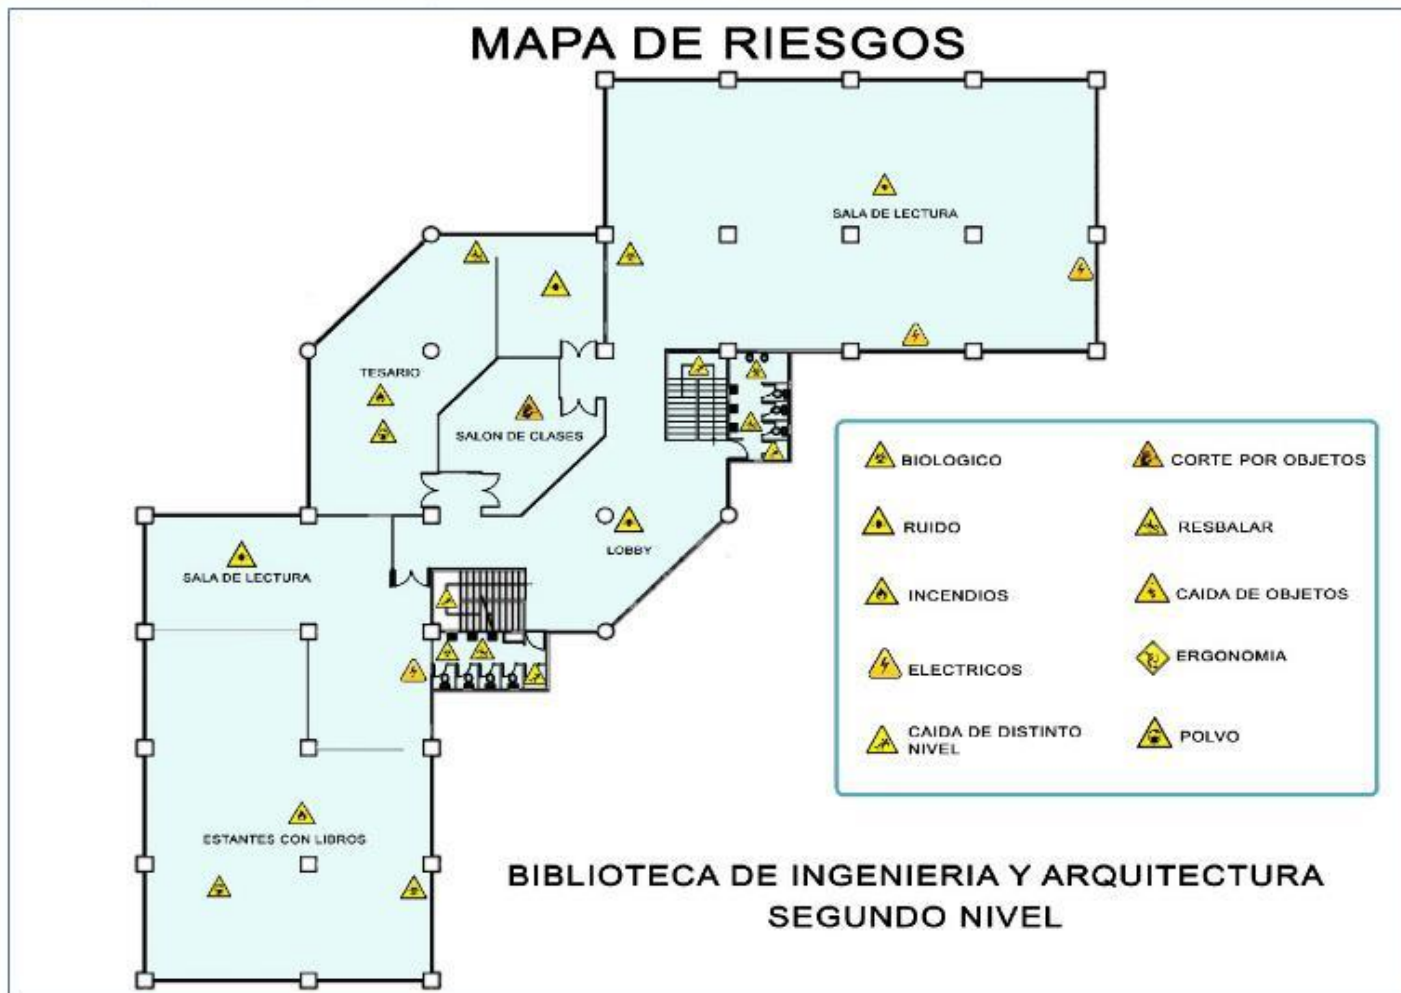 MAPA DE RIESGOS
SALA DE LECTURA
TESARIO
SALON DE CLASES
LOBBY
SALA DE LECTURA
ESTANTES CON LIBROS
BIOLOGICO
CORTE POR OBJETOS
RUIDO
RESBALAR
INCENDIOS
CAIDA DE OBJETOS
ELECTRICOS
ERGONOMIA
CAIDA DE DISTINTO
NIVEL
POLVO
BIBLIOTECA DE INGENIERIA Y ARQUITECTURA
SEGUNDO NIVEL